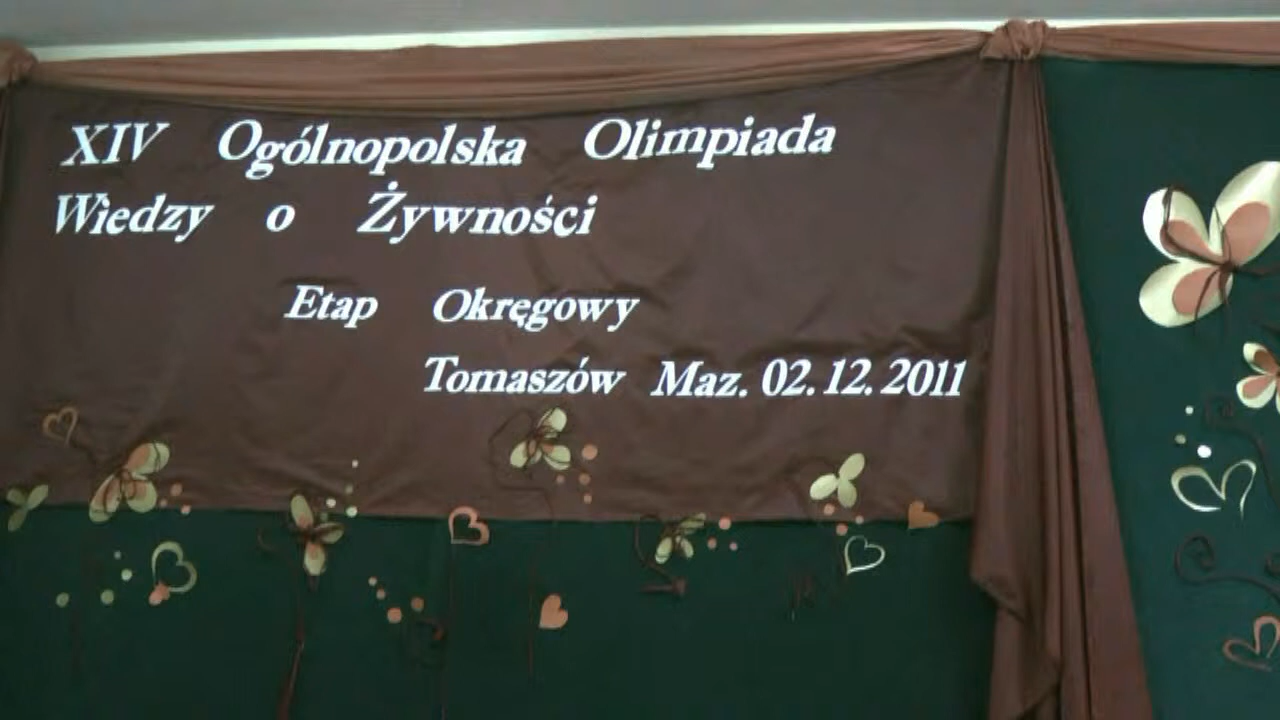 XIV Ogólnopolska Olimpiada
Wiedzy o Żywności
Etap Okręgowy
Tomaszów Maz. 02.12.2011